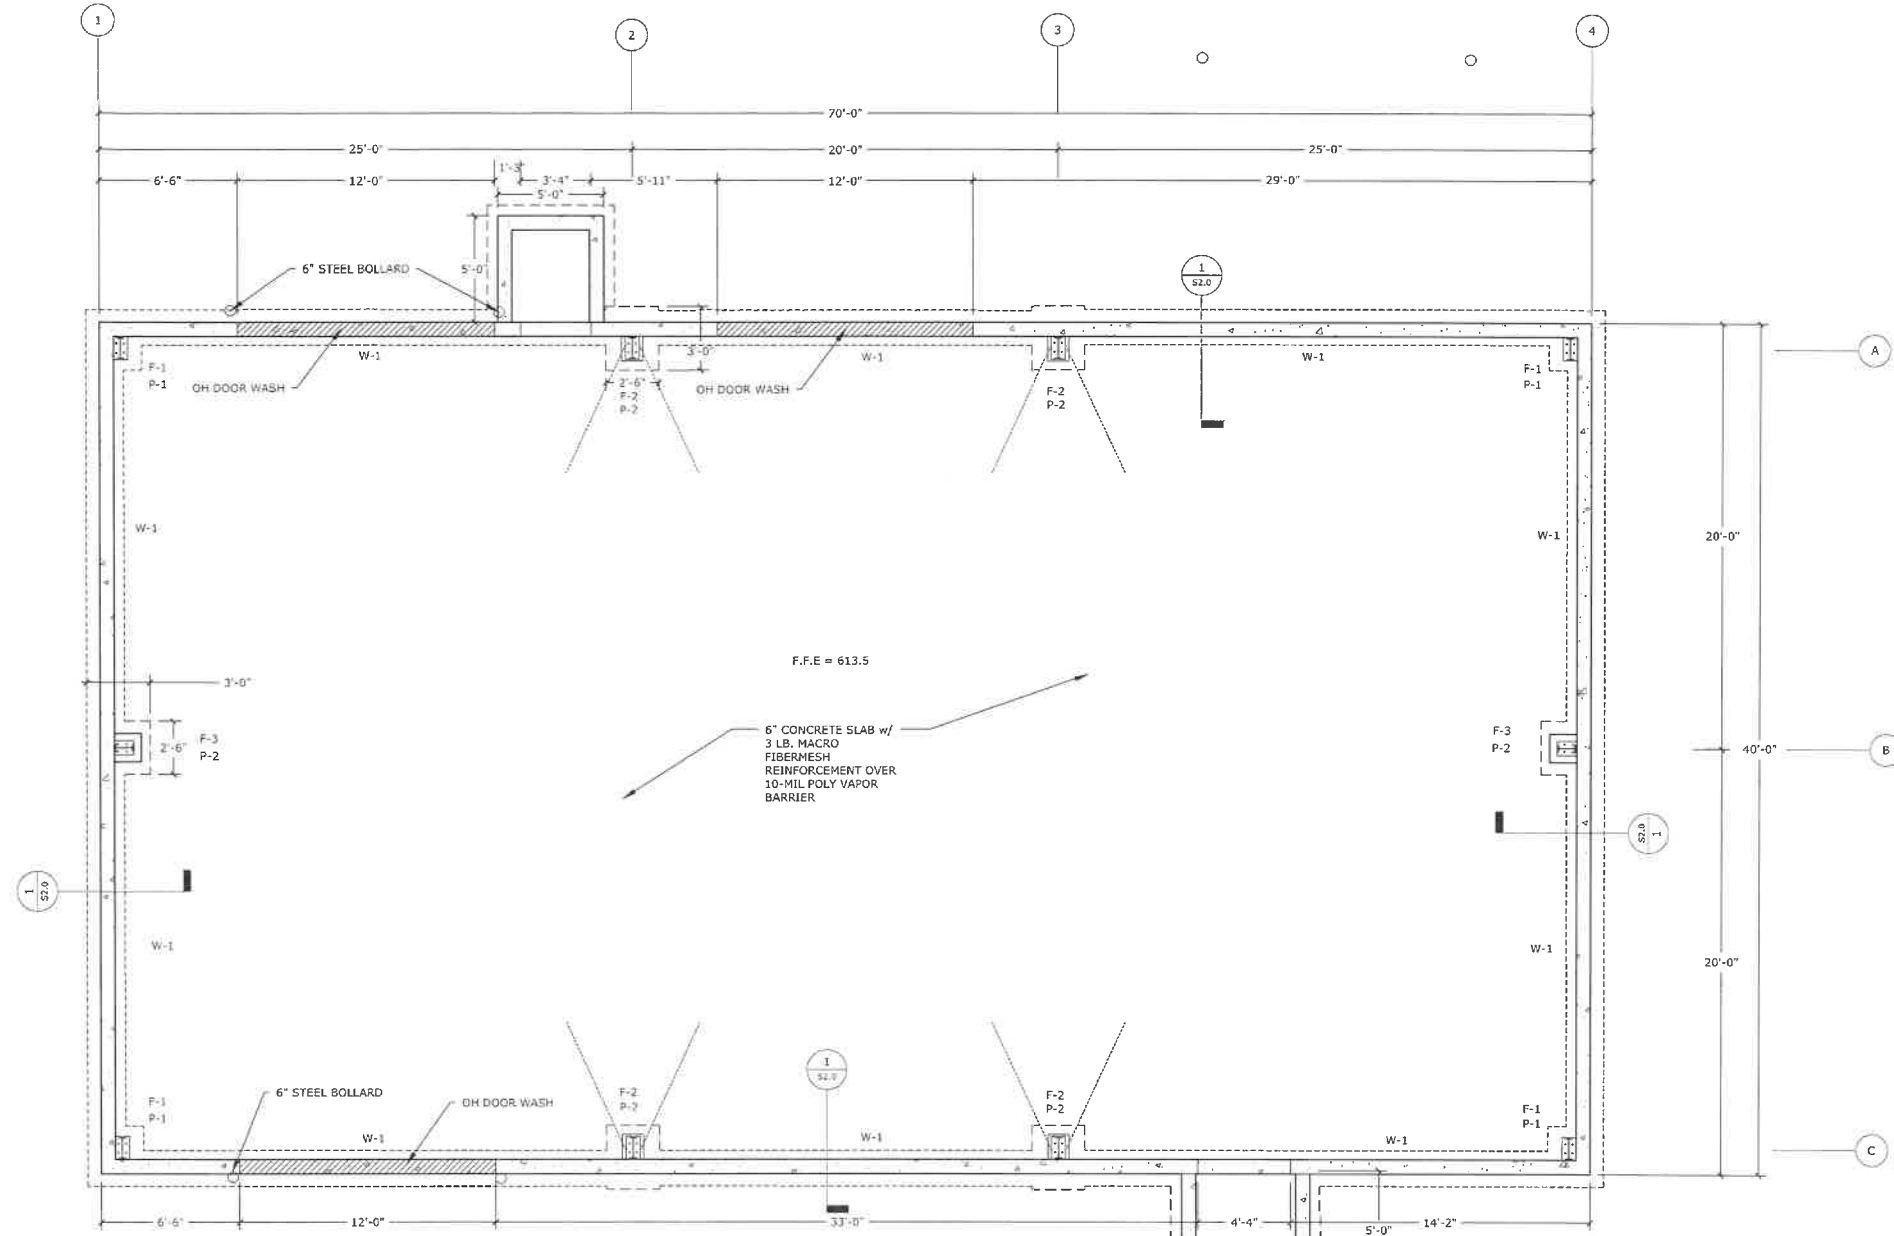 1
2
3
4
70'-0"
25'-0"
20'-0"
25'-0"
6'-6"
12'-0"
1'-3"
3'-4"
5'-11"
12'-0"
29'-0"
5'-0"
5'-0"
6" STEEL BOLLARD
1
S2.0
A
W-1
3'-0"
W-1
W-1
F-1
P-1
OH DOOR WASH
2'-6"
F-2
P-2
OH DOOR WASH
F-2
P-2
F-1
P-1
W-1
W-1
20'-0"
F.F.E = 613.5
3'-0"
6" CONCRETE SLAB w/
3 LB. MACRO
FIBERMESH
REINFORCEMENT OVER
10-MIL POLY VAPOR
BARRIER
2'-6"
F-3
P-2
F-3
P-2
40'-0"
B
1
S2.0
1
S2.0
W-1
W-1
20'-0"
1
S2.0
6" STEEL BOLLARD
OH DOOR WASH
F-1
P-1
F-2
P-2
F-2
P-2
F-1
P-1
W-1
W-1
W-1
C
6'-6"
12'-0"
33'-0"
4'-4"
5'-0"
14'-2"